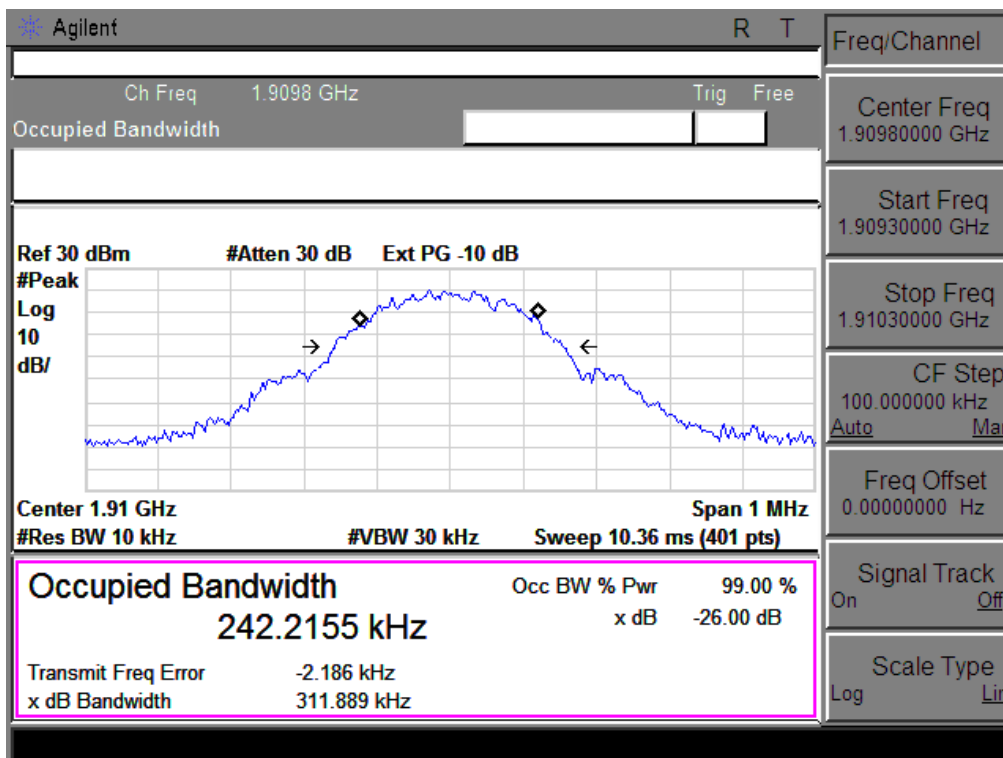 Agilent R T
Ch Freq 1.9098 GHz Trig Free
Occupied Bandwidth
Ref 30 dBm #Atten 30 dB Ext PG -10 dB
#Peak
Log
10
dB/
Center 1.91 GHz Span 1 MHz
#Res BW 10 kHz #VBW 30 kHz Sweep 10.36 ms (401 pts)
Occupied Bandwidth Occ BW % Pwr 99.00 %
242.2155 kHz x dB -26.00 dB
Transmit Freq Error -2.186 kHz
x dB Bandwidth 311.889 kHz
Freq/Channel
Center Freq
1.90980000 GHz
Start Freq
1.90930000 GHz
Stop Freq
1.91030000 GHz
CF Step
100.000000 kHz
Auto Man
Freq Offset
0.00000000 Hz
Signal Track
On Off
Scale Type
Log Lin